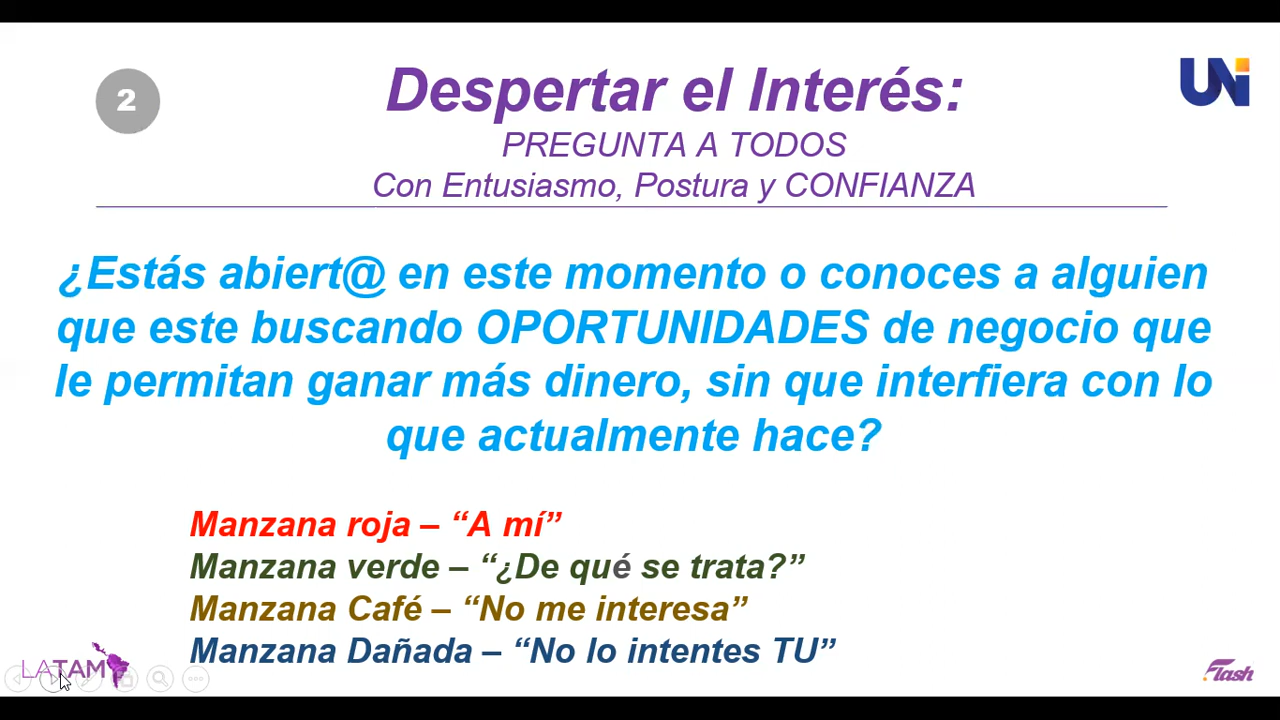 2
Despertar el Interés:
UNi
PREGUNTA A TODOS
Con Entusiasmo, Postura y CONFIANZA
¿Estás abiert@ en este momento o conoces a alguien
que este buscando OPORTUNIDADES de negocio que
le permitan ganar más dinero, sin que interfiera con lo
que actualmente hace?
Manzana roja – “A mí”
Manzana verde – “¿De qué se trata?”
Manzana Café – “No me interesa”
Manzana Dañada – “No lo intentes TU”
LATAM
Flash